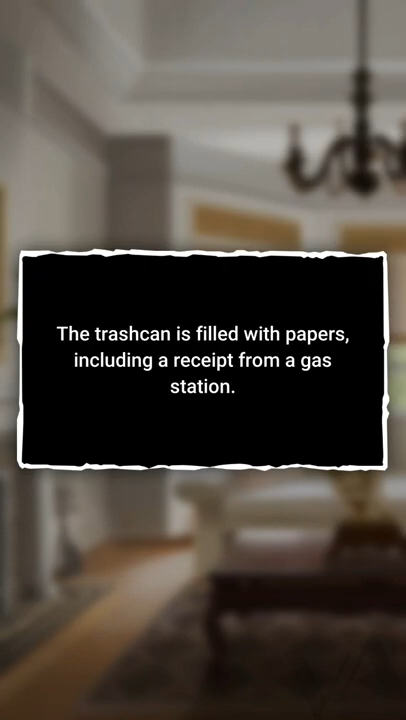 The trashcan is filled with papers,
including a receipt from a gas
station.